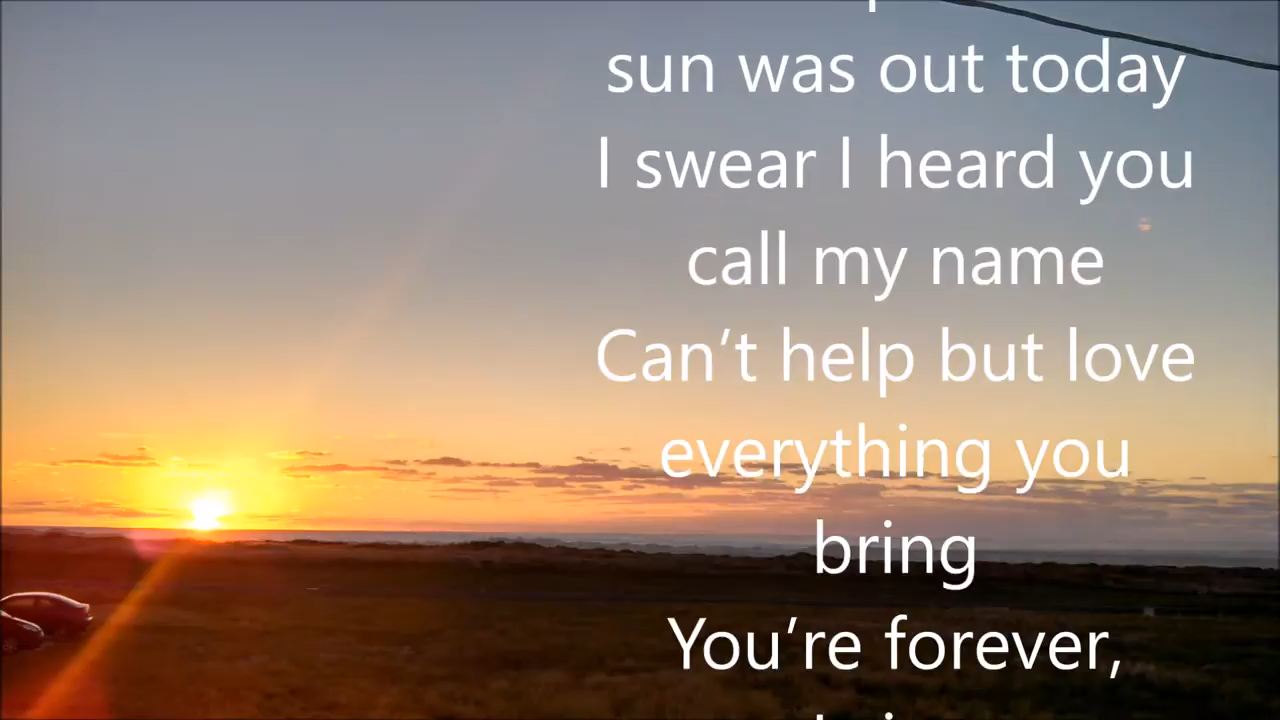 sun was out today
I swear I heard you
call my name
Can’t help but love
everything you
bring
You’re forever,